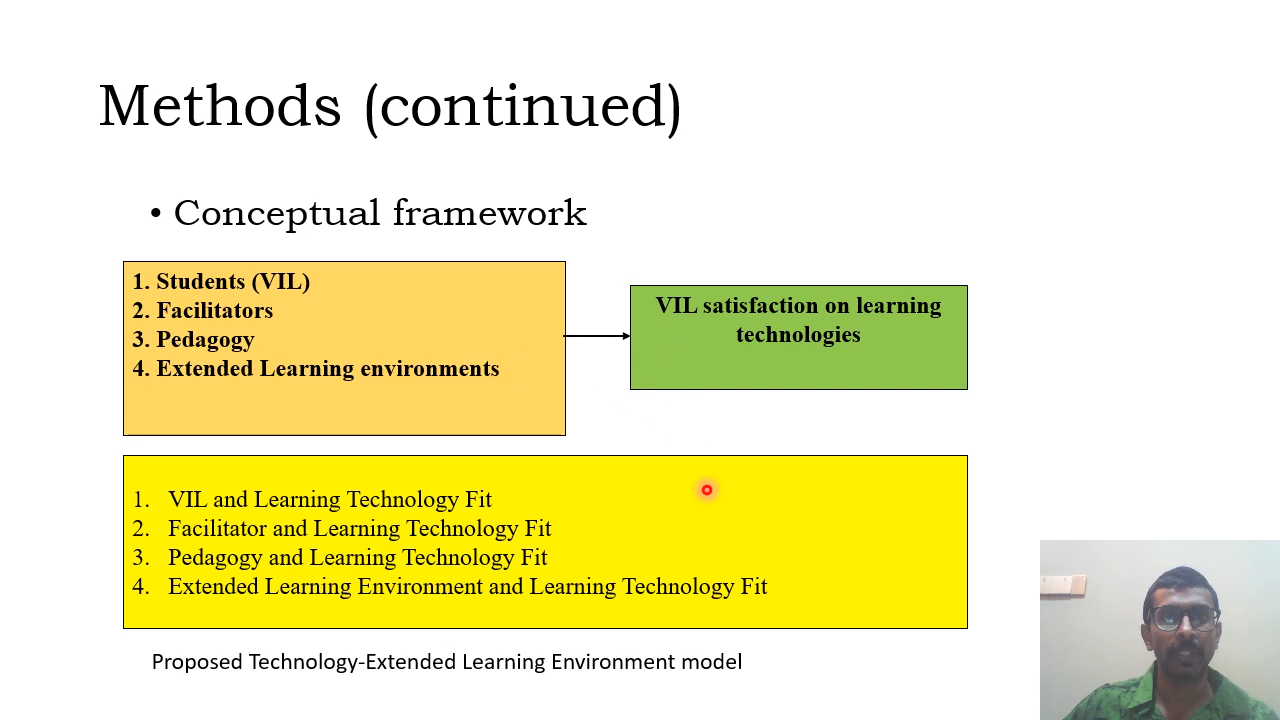 Methods (continued)
• Conceptual framework
1. Students (VIL)
2. Facilitators
3. Pedagogy
4. Extended Learning environments
VIL satisfaction on learning
technologies
1. VIL and Learning Technology Fit
2. Facilitator and Learning Technology Fit
3. Pedagogy and Learning Technology Fit
4. Extended Learning Environment and Learning Technology Fit
Proposed Technology-Extended Learning Environment model